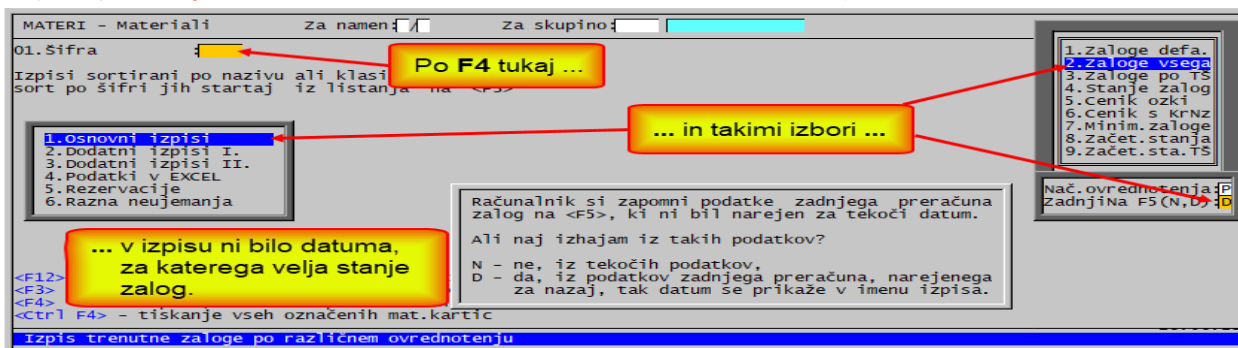 MATERI - Materiali Za namen: / Za skupino:
01.Šifra :
Po F4 tukaj ...
Izpisi sortirani po nazivu ali klasi
sort po šifri jih startaj iz listanja na <F5>
1.Zaloge defa.
2.Zaloge vsega
3.Zaloge po TŠ
4.Stanje zalog
5.Cenik ozki
6.Cenik s KrNz
7.Minim.zaloge
8.Začet.stanja
9.Začet.sta.TŠ
... in takimi izbori ...
1.Osnovni izpisi
2.Dodatni izpisi I.
3.Dodatni izpisi II.
4.Podatki v EXCEL
5.Rezervacije
6.Razna neujemanja
Nač.ovrednotenja:P
ZadnjiNa F5(N,D):D
Računalnik si zapomni podatke zadnjega preračuna
zalog na <F5>, ki ni bil narejen za tekoči datum.
Ali naj izhajam iz takih podatkov?
N - ne, iz tekočih podatkov,
D - da, iz podatkov zadnjega preračuna, narejenega
za nazaj, tak datum se prikaže v imenu izpisa.
... v izpisu ni bilo datuma,
za katerega velja stanje
zalog.
<F12>
<F3>
<F4>
<Ctrl F4> - tiskanje vseh označenih mat.kartic
Izpis trenutne zaloge po različnem ovrednotenju